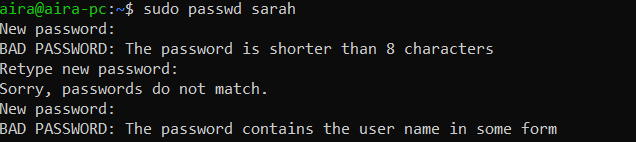 aira@aira-pc:~$ sudo passwd sarah
New password:
BAD PASSWORD: The password is shorter than 8 characters
Retype new password:
Sorry, passwords do not match.
New password:
BAD PASSWORD: The password contains the user name in some form